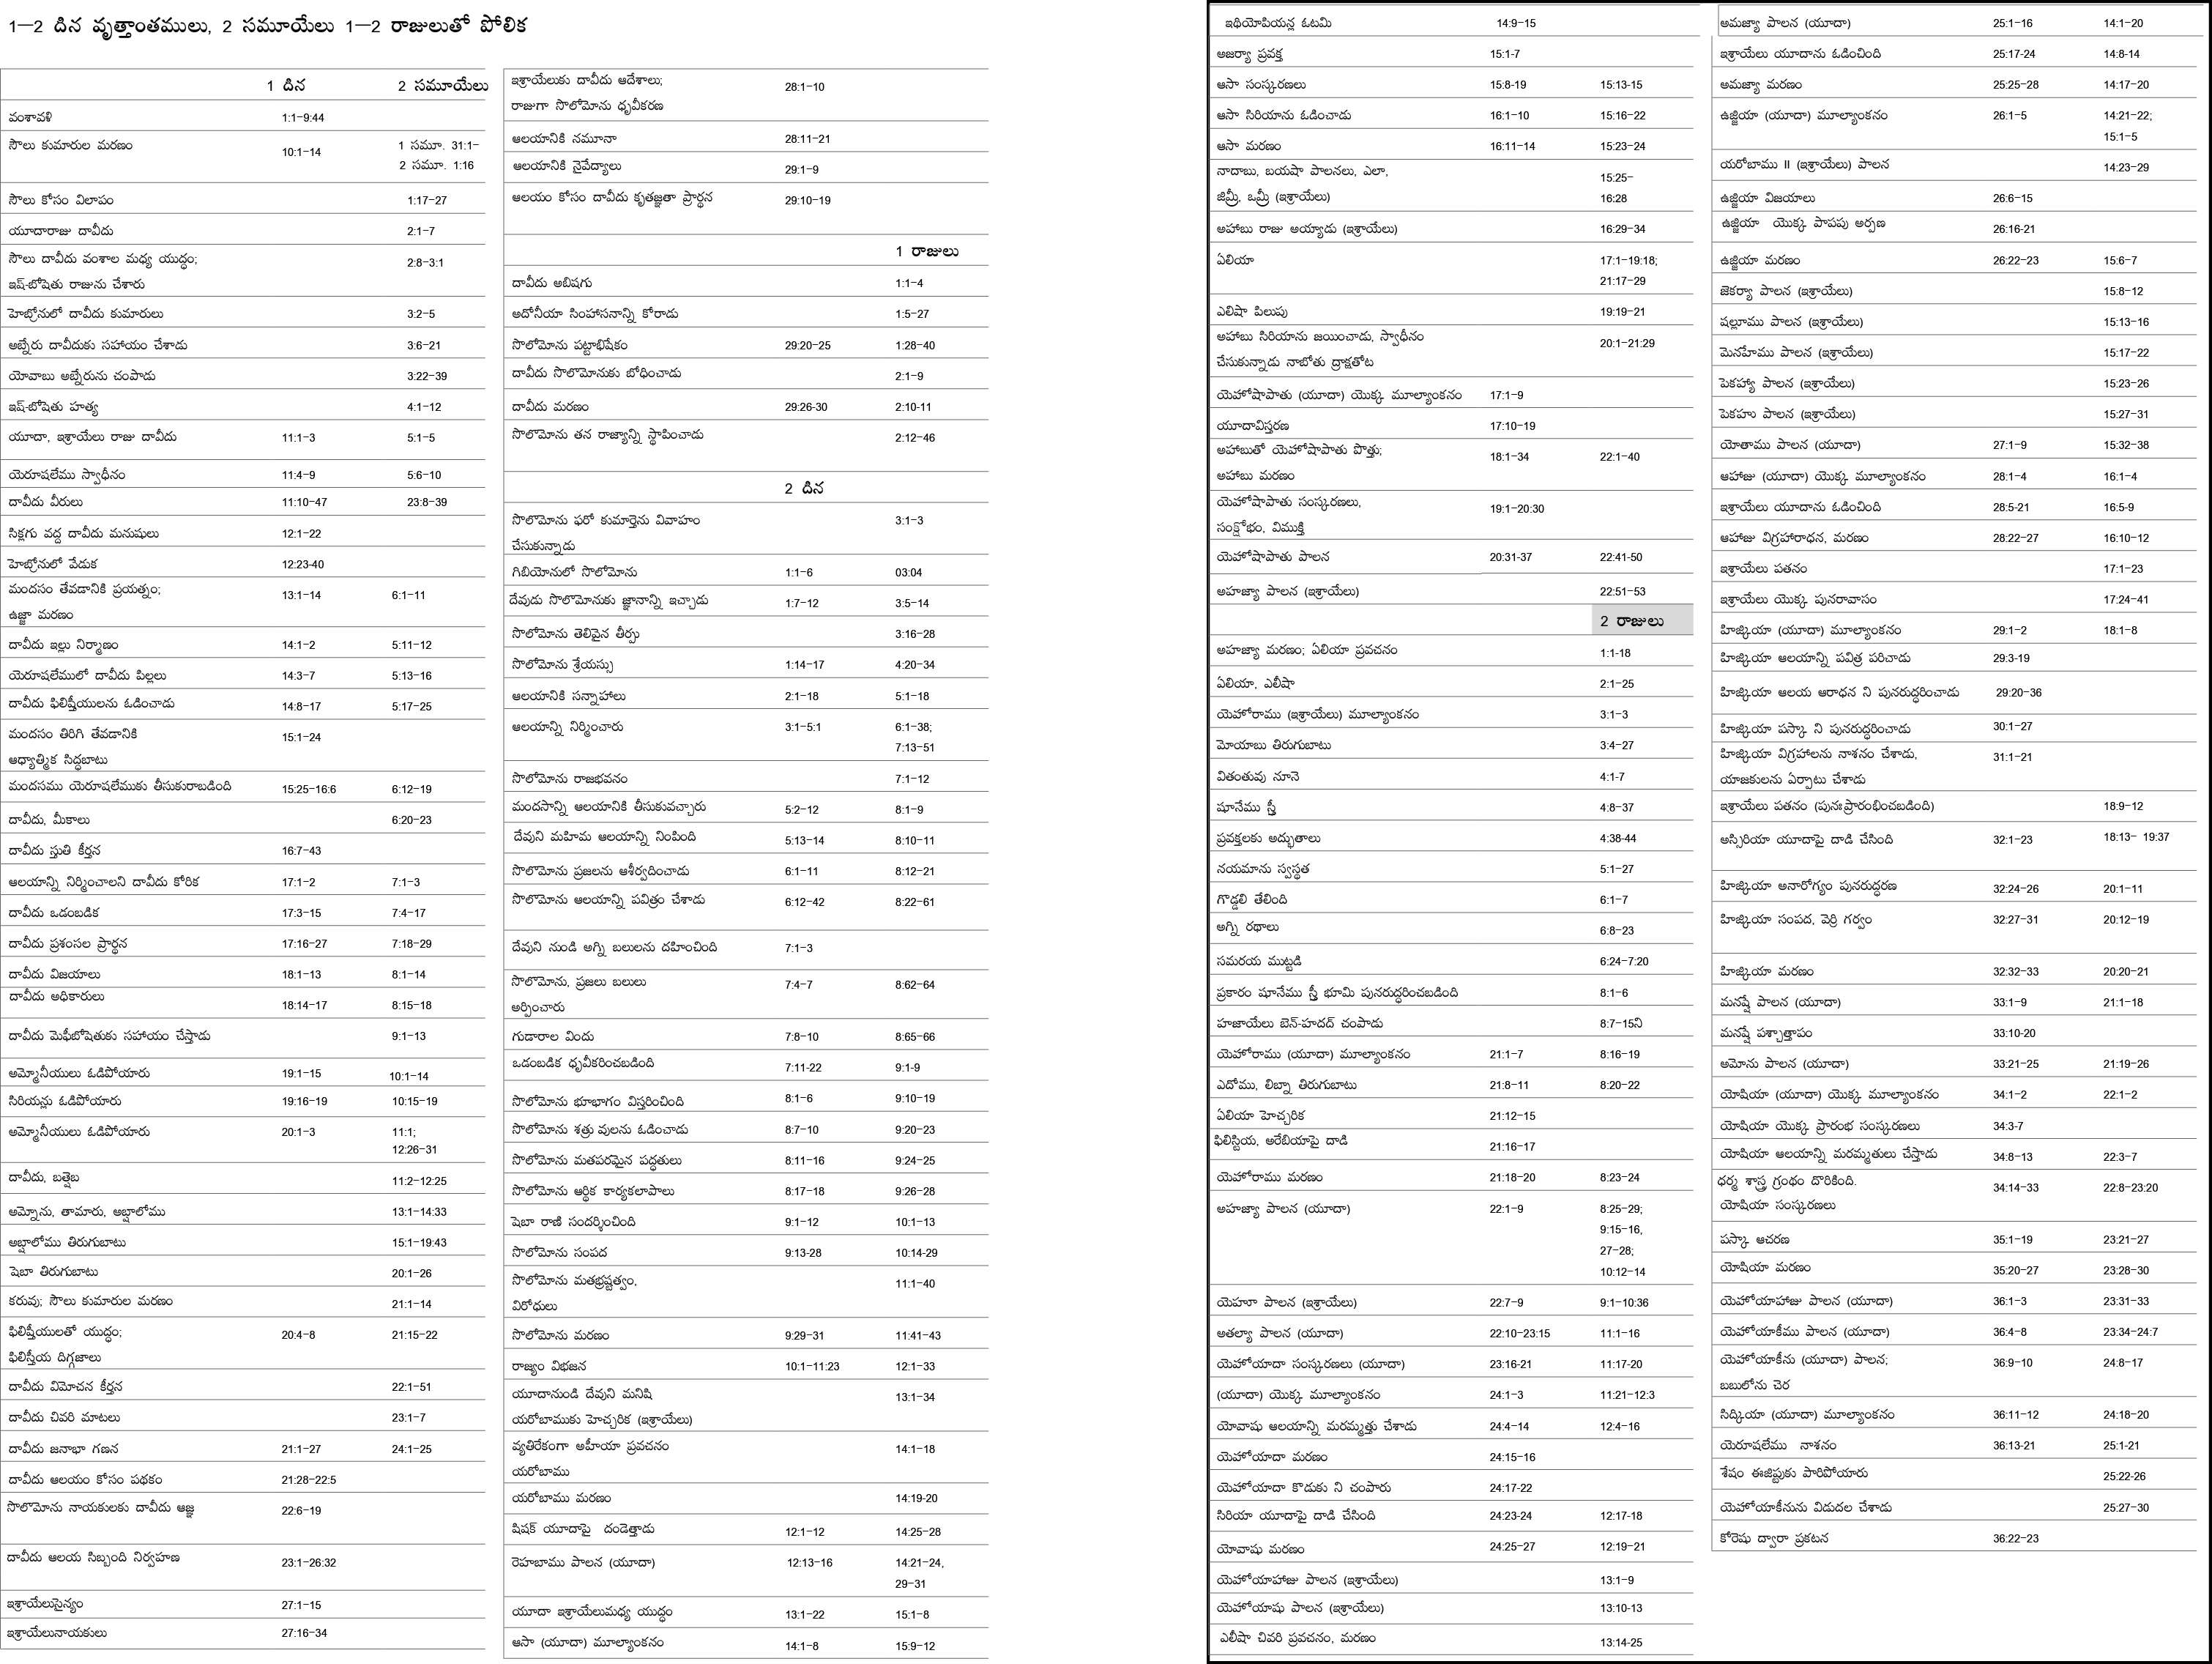 1–2 దిన వృత్తాంతములు, 2 సమూయేలు 1–2 రాజులుతో పోలిక
1 దిన 2 సమూయేలు
వంశావళి 1:1–9:44
సౌలు కుమారుల మరణం 10:1–14 1 సమూ. 31:1–
2 సమూ. 1:16
సౌలు కోసం విలాపం 1:17–27
యూదారాజు దావీదు 2:1–7
సౌలు దావీదు వంశాల మధ్య యుద్ధం; 2:8–3:1
ఇష్-బోషెతు రాజును చేశారు
హెబ్రోనులో దావీదు కుమారులు 3:2–5
అబ్నేరు దావీదుకు సహాయం చేశాడు 3:6–21
యోవాబు అబ్నేరును చంపాడు 3:22–39
ఇష్-బోషెతు హత్య 4:1–12
యూదా, ఇశ్రాయేలు రాజు దావీదు 11:1–3 5:1–5
యెరూషలేము స్వాధీనం 11:4–9 5:6–10
దావీదు వీరులు 11:10–47 23:8–39
సిక్లగు వద్ద దావీదు మనుషులు 12:1–22
హెబ్రోనులో వేడుక 12:23-40
మందసం తేవడానికి ప్రయత్నం; 13:1–14 6:1–11
ఉజ్జా మరణం
దావీదు ఇల్లు నిర్మాణం 14:1–2 5:11–12
యెరూషలేములో దావీదు పిల్లలు 14:3–7 5:13–16
దావీదు ఫిలిష్తీయులను ఓడించాడు 14:8–17 5:17–25
మందసం తిరిగి తేవడానికి 15:1–24
ఆధ్యాత్మిక సిద్ధబాటు
మందసము యెరూషలేముకు తీసుకురాబడింది 15:25–16:6 6:12–19
దావీదు, మీకాలు 6:20–23
దావీదు స్తుతి కీర్తన 16:7–43
ఆలయాన్ని నిర్మించాలని దావీదు కోరిక 17:1–2 7:1–3
దావీదు ఒడంబడిక 17:3–15 7:4–17
దావీదు ప్రశంసల ప్రార్థన 17:16–27 7:18–29
దావీదు విజయాలు 18:1–13 8:1–14
దావీదు అధికారులు 18:14–17 8:15–18
దావీదు మెఫీబోషెతుకు సహాయం చేస్తాడు 9:1–13
అమ్మోనీయులు ఓడిపోయారు 19:1–15 10:1–14
సిరియన్లు ఓడిపోయారు 19:16–19 10:15–19
అమ్మోనీయులు ఓడిపోయారు 20:1–3 11:1;
12:26–31
దావీదు, బత్షెబ 11:2–12:25
అమ్నోను, తామారు, అబ్షాలోము 13:1–14:33
అబ్షాలోము తిరుగుబాటు 15:1–19:43
షెబా తిరుగుబాటు 20:1–26
కరువు; సౌలు కుమారుల మరణం 21:1–14
ఫిలిష్తీయులతో యుద్ధం; 20:4–8 21:15–22
ఫిలిస్తీయ దిగ్గజాలు
దావీదు విమోచన కీర్తన 22:1–51
దావీదు చివరి మాటలు 23:1–7
దావీదు జనాభా గణన 21:1–27 24:1–25
దావీదు ఆలయం కోసం పథకం 21:28–22:5
సొలొమోను నాయకులకు దావీదు ఆజ్ఞ 22:6–19
దావీదు ఆలయ సిబ్బంది నిర్వహణ 23:1–26:32
ఇశ్రాయేలుసైన్యం 27:1–15
ఇశ్రాయేలునాయకులు 27:16–34
ఇశ్రాయేలుకు దావీదు ఆదేశాలు; 28:1–10
రాజుగా సొలొమోను ధృవీకరణ
ఆలయానికి నమూనా 28:11–21
ఆలయానికి నైవేద్యాలు 29:1–9
ఆలయం కోసం దావీదు కృతజ్ఞతా ప్రార్థన 29:10–19
1 రాజులు
దావీదు అబిషగు 1:1–4
అదోనీయా సింహాసనాన్ని కోరాడు 1:5–27
సొలొమోను పట్టాభిషేకం 29:20–25 1:28–40
దావీదు సొలొమోనుకు బోధించాడు 2:1–9
దావీదు మరణం 29:26-30 2:10-11
సొలొమోను తన రాజ్యాన్ని స్థాపించాడు 2:12–46
2 దిన
సొలొమోను ఫరో కుమార్తెను వివాహం 3:1–3
చేసుకున్నాడు
గిబియోనులో సొలొమోను 1:1–6 03:04
దేవుడు సొలొమోనుకు జ్ఞానాన్ని ఇచ్చాడు 1:7–12 3:5–14
సొలొమోను తెలివైన తీర్పు 3:16–28
సొలొమోను శ్రేయస్సు 1:14–17 4:20–34
ఆలయానికి సన్నాహాలు 2:1–18 5:1–18
ఆలయాన్ని నిర్మించారు 3:1–5:1 6:1–38;
7:13–51
సొలొమోను రాజభవనం 7:1–12
మందసాన్ని ఆలయానికి తీసుకువచ్చారు 5:2–12 8:1–9
దేవుని మహిమ ఆలయాన్ని నింపింది 5:13–14 8:10–11
సొలొమోను ప్రజలను ఆశీర్వదించాడు 6:1–11 8:12–21
సొలొమోను ఆలయాన్ని పవిత్రం చేశాడు 6:12–42 8:22–61
దేవుని నుండి అగ్ని బలులను దహించింది 7:1–3
సొలొమోను, ప్రజలు బలులు 7:4–7 8:62–64
అర్పించారు
గుడారాల విందు 7:8–10 8:65–66
ఒడంబడిక ధృవీకరించబడింది 7:11-22 9:1-9
సొలొమోను భూభాగం విస్తరించింది 8:1–6 9:10–19
సొలొమోను శత్రు వులను ఓడించాడు 8:7–10 9:20–23
సొలొమోను మతపరమైన పద్ధతులు 8:11–16 9:24–25
సొలొమోను ఆర్థిక కార్యకలాపాలు 8:17–18 9:26–28
షెబా రాణి సందర్శించింది 9:1–12 10:1–13
సొలొమోను సంపద 9:13-28 10:14-29
సొలొమోను మతభ్రష్టత్వం, 11:1–40
విరోధులు
సొలొమోను మరణం 9:29–31 11:41–43
రాజ్యం విభజన 10:1–11:23 12:1–33
యూదానుండి దేవుని మనిషి 13:1–34
యరోబాముకు హెచ్చరిక (ఇశ్రాయేలు)
వ్యతిరేకంగా అహీయా ప్రవచనం 14:1–18
యరోబాము
యరోబాము మరణం 14:19-20
షిషక్ యూదాపై దండెత్తాడు 12:1–12 14:25–28
రెహబాము పాలన (యూదా) 12:13–16 14:21–24,
29–31
యూదా ఇశ్రాయేలుమధ్య యుద్ధం 13:1–22 15:1–8
ఆసా (యూదా) మూల్యాంకనం 14:1–8 15:9–12
ఇథియోపియన్ల ఓటమి 14:9–15
అజర్యా ప్రవక్త 15:1-7
ఆసా సంస్కరణలు 15:8-19 15:13-15
ఆసా సిరియాను ఓడించాడు 16:1–10 15:16–22
ఆసా మరణం 16:11–14 15:23–24
నాదాబు, బయషా పాలనలు, ఎలా, 15:25–
జిమ్రీ, ఒమ్రీ (ఇశ్రాయేలు) 16:28
అహాబు రాజు అయ్యాడు (ఇశ్రాయేలు) 16:29–34
ఏలియా 17:1–19:18;
21:17–29
ఎలిషా పిలుపు 19:19–21
అహాబు సిరియాను జయించాడు, స్వాధీనం 20:1–21:29
చేసుకున్నాడు నాబోతు ద్రాక్షతోట
యెహోషాపాతు (యూదా) యొక్క మూల్యాంకనం 17:1–9
యూదావిస్తరణ 17:10–19
అహాబుతో యెహోషాపాతు పొత్తు; 18:1–34 22:1–40
అహాబు మరణం
యెహోషాపాతు సంస్కరణలు, 19:1–20:30
సంక్షోభం, విముక్తి
యెహోషాపాతు పాలన 20:31-37 22:41-50
అహజ్యా పాలన (ఇశ్రాయేలు) 22:51–53
2 రాజులు
అహజ్యా మరణం; ఏలియా ప్రవచనం 1:1-18
ఏలియా, ఎలీషా 2:1–25
యెహోరాము (ఇశ్రాయేలు) మూల్యాంకనం 3:1–3
మోయాబు తిరుగుబాటు 3:4–27
వితంతువు నూనె 4:1-7
షూనేము స్త్రీ 4:8–37
ప్రవక్తలకు అద్భుతాలు 4:38-44
నయమాను స్వస్థత 5:1–27
గొడ్డలి తేలింది 6:1–7
అగ్ని రథాలు 6:8–23
సమరయ ముట్టడి 6:24–7:20
ప్రకారం షూనేము స్త్రీ భూమి పునరుద్ధరించబడింది 8:1–6
హజాయేలు బెన్-హదద్ చంపాడు 8:7–15ని
యెహోరాము (యూదా) మూల్యాంకనం 21:1–7 8:16–19
ఎదోము, లిబ్నా తిరుగుబాటు 21:8–11 8:20–22
ఏలియా హెచ్చరిక 21:12–15
ఫిలిస్తియ, అరేబియాపై దాడి 21:16–17
యెహోరాము మరణం 21:18–20 8:23–24
అహజ్యా పాలన (యూదా) 22:1–9 8:25–29;
9:15–16,
27–28;
10:12–14
యెహూ పాలన (ఇశ్రాయేలు) 22:7–9 9:1–10:36
అతల్యా పాలన (యూదా) 22:10–23:15 11:1–16
యెహోయాదా సంస్కరణలు (యూదా) 23:16-21 11:17-20
(యూదా) యొక్క మూల్యాంకనం 24:1–3 11:21–12:3
యోవాషు ఆలయాన్ని మరమ్మత్తు చేశాడు 24:4–14 12:4–16
యెహోయాదా మరణం 24:15–16
యెహోయాదా కొడుకు ని చంపారు 24:17-22
సిరియా యూదాపై దాడి చేసింది 24:23-24 12:17-18
యోవాషు మరణం 24:25–27 12:19–21
యెహోయాహాజు పాలన (ఇశ్రాయేలు) 13:1–9
యెహోయాషు పాలన (ఇశ్రాయేలు) 13:10-13
ఎలీషా చివరి ప్రవచనం, మరణం 13:14-25
అమజ్యా పాలన (యూదా) 25:1–16 14:1–20
ఇశ్రాయేలు యూదాను ఓడించింది 25:17-24 14:8-14
అమజ్యా మరణం 25:25–28 14:17–20
ఉజ్జియా (యూదా) మూల్యాంకనం 26:1–5 14:21–22;
15:1–5
యరోబాము II (ఇశ్రాయేలు) పాలన 14:23–29
ఉజ్జియా విజయాలు 26:6–15
ఉజ్జియా యొక్క పాపపు అర్పణ 26:16-21
ఉజ్జియా మరణం 26:22–23 15:6–7
జెకర్యా పాలన (ఇశ్రాయేలు) 15:8–12
షల్లూము పాలన (ఇశ్రాయేలు) 15:13–16
మెనహేము పాలన (ఇశ్రాయేలు) 15:17–22
పెకహ్యా పాలన (ఇశ్రాయేలు) 15:23–26
పెకహు పాలన (ఇశ్రాయేలు) 15:27–31
యోతాము పాలన (యూదా) 27:1–9 15:32–38
ఆహాజు (యూదా) యొక్క మూల్యాంకనం 28:1–4 16:1–4
ఇశ్రాయేలు యూదాను ఓడించింది 28:5-21 16:5-9
ఆహాజు విగ్రహారాధన, మరణం 28:22–27 16:10–12
ఇశ్రాయేలు పతనం 17:1–23
ఇశ్రాయేలు యొక్క పునరావాసం 17:24–41
హిజ్కియా (యూదా) మూల్యాంకనం 29:1–2 18:1–8
హిజ్కియా ఆలయాన్ని పవిత్ర పరిచాడు 29:3-19
హిజ్కియా ఆలయ ఆరాధన ని పునరుద్ధరించాడు 29:20–36
హిజ్కియా పస్కా ని పునరుద్ధరించాడు 30:1–27
హిజ్కియా విగ్రహాలను నాశనం చేశాడు, 31:1–21
యాజకులను ఏర్పాటు చేశాడు
ఇశ్రాయేలు పతనం (పునఃప్రారంభించబడింది) 18:9–12
అస్సిరియా యూదాపై దాడి చేసింది 32:1–23 18:13– 19:37
హిజ్కియా అనారోగ్యం పునరుద్ధరణ 32:24–26 20:1–11
హిజ్కియా సంపద, వెర్రి గర్వం 32:27–31 20:12–19
హిజ్కియా మరణం 32:32–33 20:20–21
మనష్షే పాలన (యూదా) 33:1–9 21:1–18
మనష్షే పశ్చాత్తాపం 33:10-20
అమోను పాలన (యూదా) 33:21–25 21:19–26
యోషియా (యూదా) యొక్క మూల్యాంకనం 34:1–2 22:1–2
యోషియా యొక్క ప్రారంభ సంస్కరణలు 34:3-7
యోషియా ఆలయాన్ని మరమ్మతులు చేస్తాడు 34:8–13 22:3–7
ధర్మ శాస్త్ర గ్రంథం దొరికింది. 34:14–33 22:8–23:20
యోషియా సంస్కరణలు
పస్కా ఆచరణ 35:1–19 23:21–27
యోషియా మరణం 35:20–27 23:28–30
యెహోయాహాజు పాలన (యూదా) 36:1–3 23:31–33
యెహోయాకీము పాలన (యూదా) 36:4–8 23:34–24:7
యెహోయాకీను (యూదా) పాలన; 36:9–10 24:8–17
బబులోను చెర
సిద్కియా (యూదా) మూల్యాంకనం 36:11–12 24:18–20
యెరూషలేము నాశనం 36:13-21 25:1-21
శేషం ఈజిప్టుకు పారిపోయారు 25:22-26
యెహోయాకీనును విడుదల చేశాడు 25:27–30
కోరెషు ద్వారా ప్రకటన 36:22–23